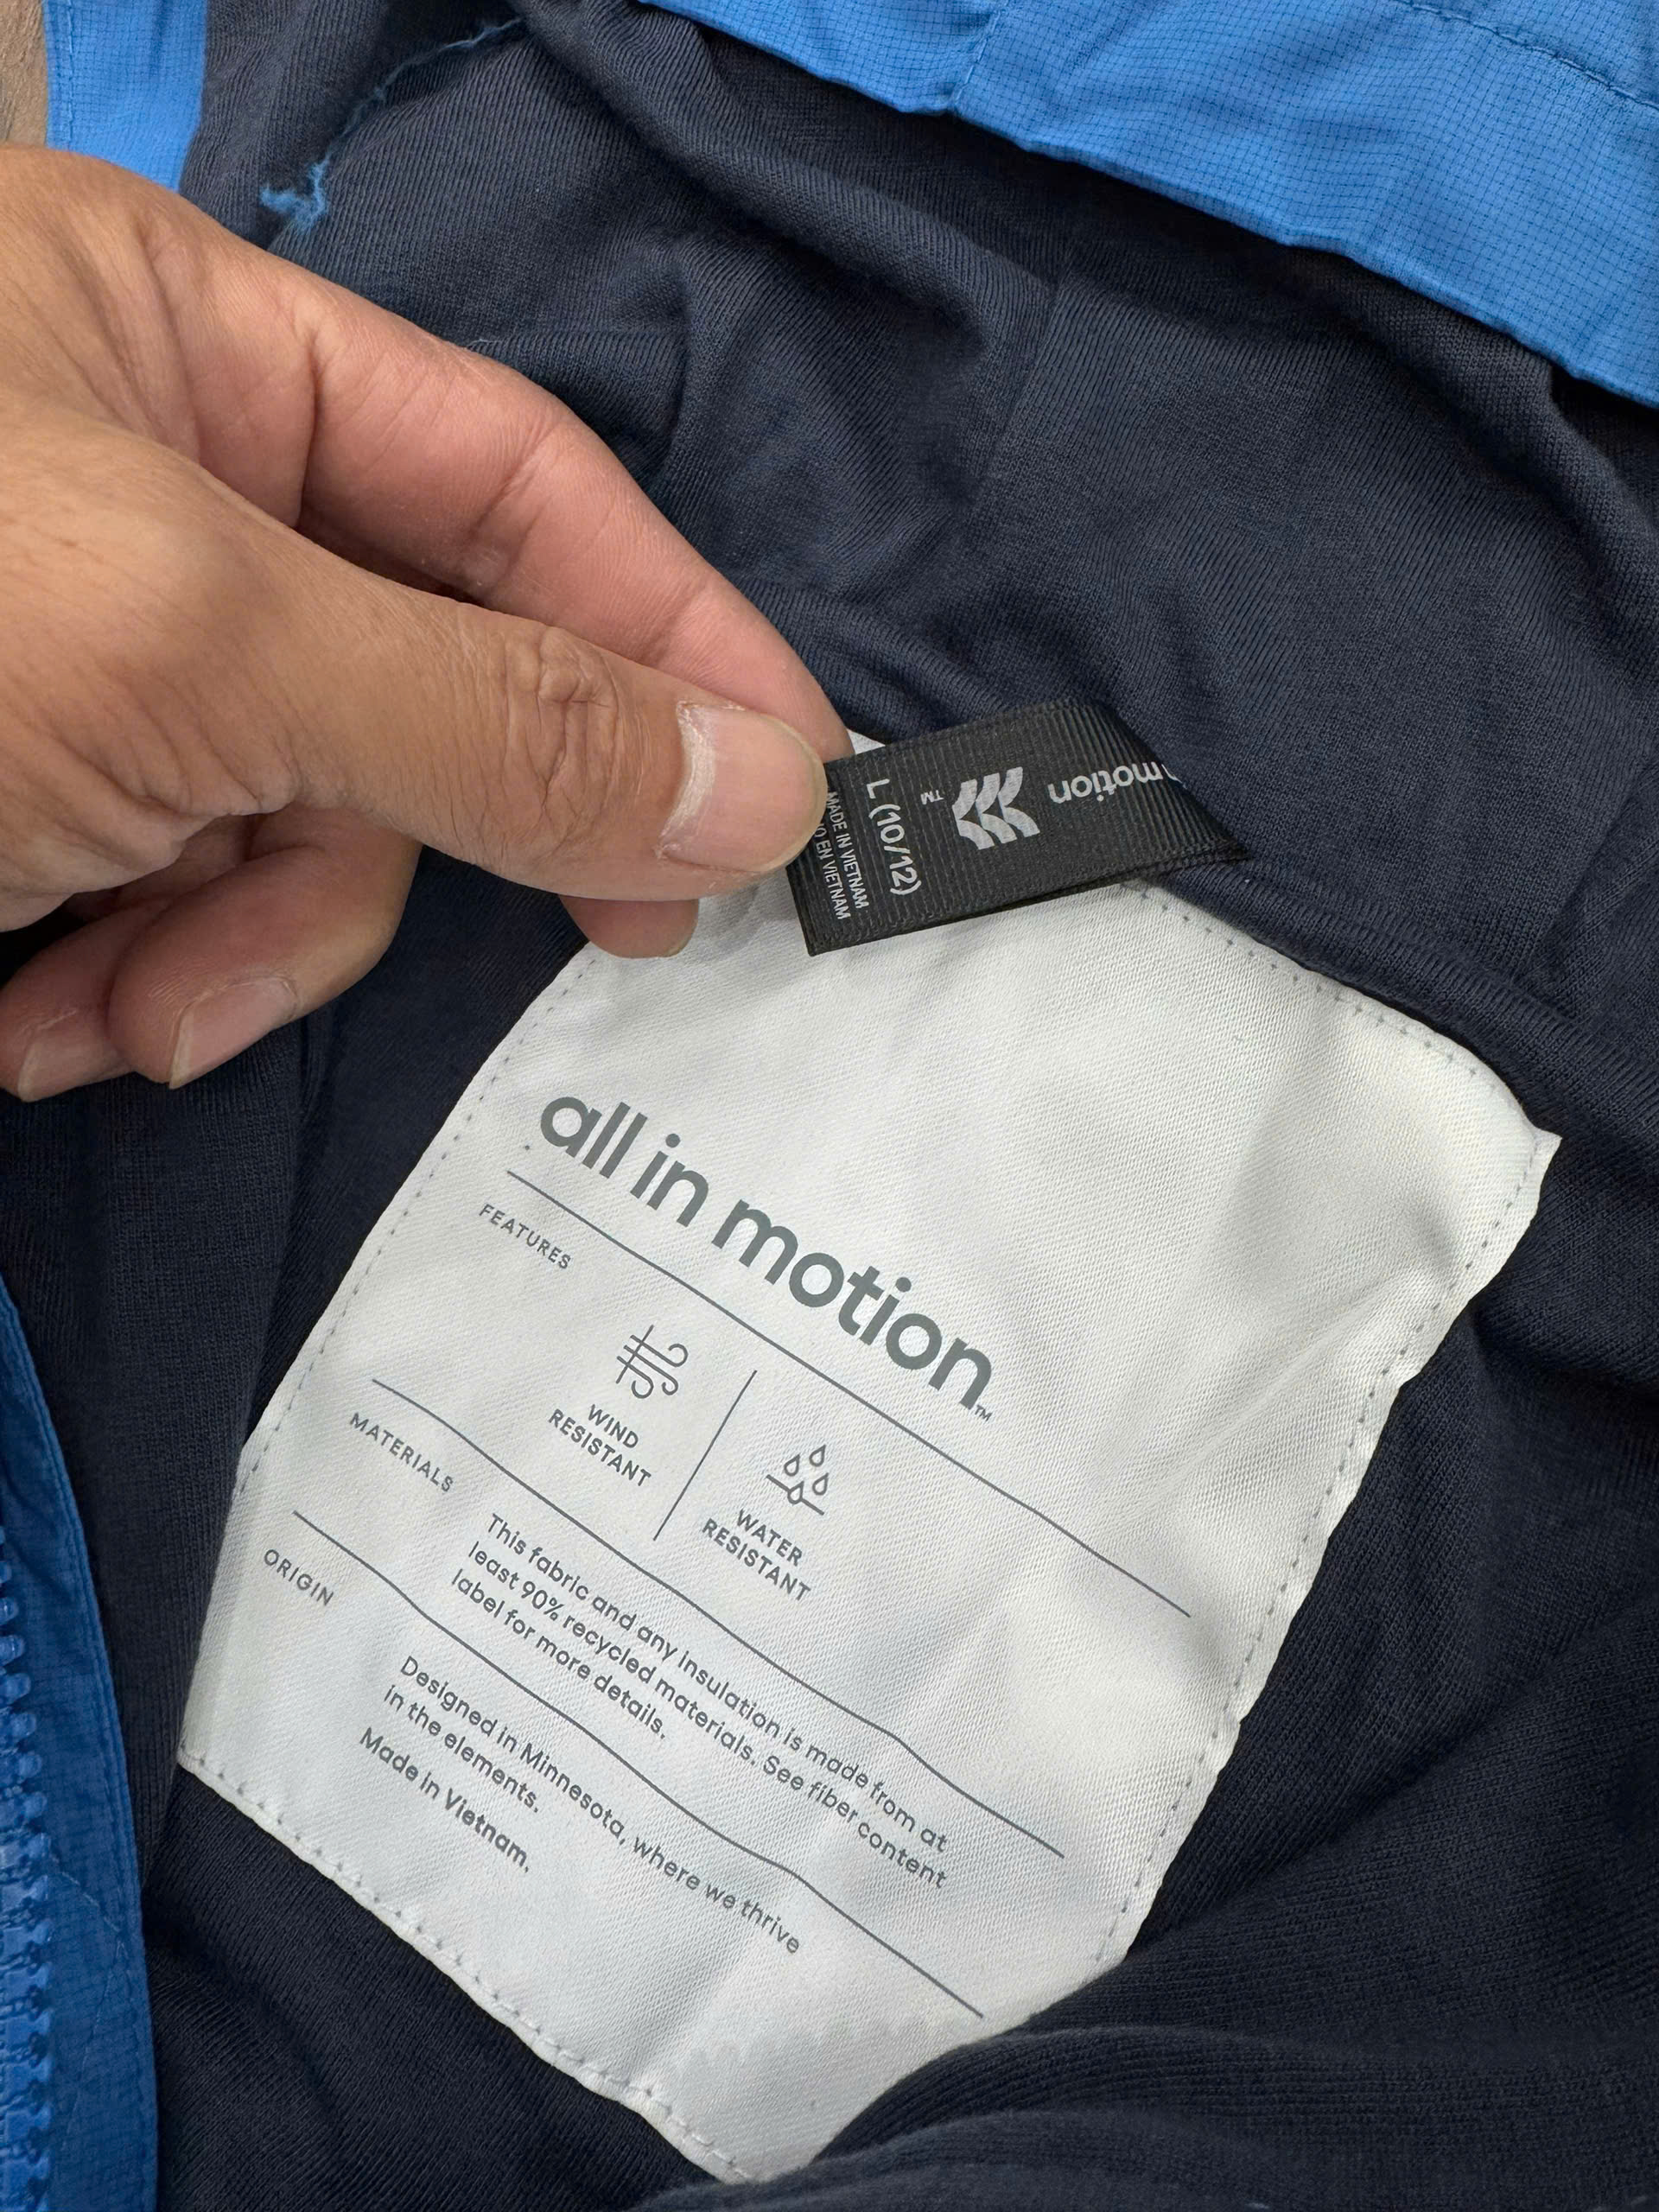 motion
TM
L (10/12)
MADE IN VIETNAM
EN VIETNAM
all in motion™
FEATURES
WIND
RESISTANT
WATER
RESISTANT
MATERIALS
This fabric and any insulation is made from at
least 90% recycled materials. See fiber content
label for more details.
ORIGIN
Designed in Minnesota, where we thrive
in the elements.
Made in Vietnam.